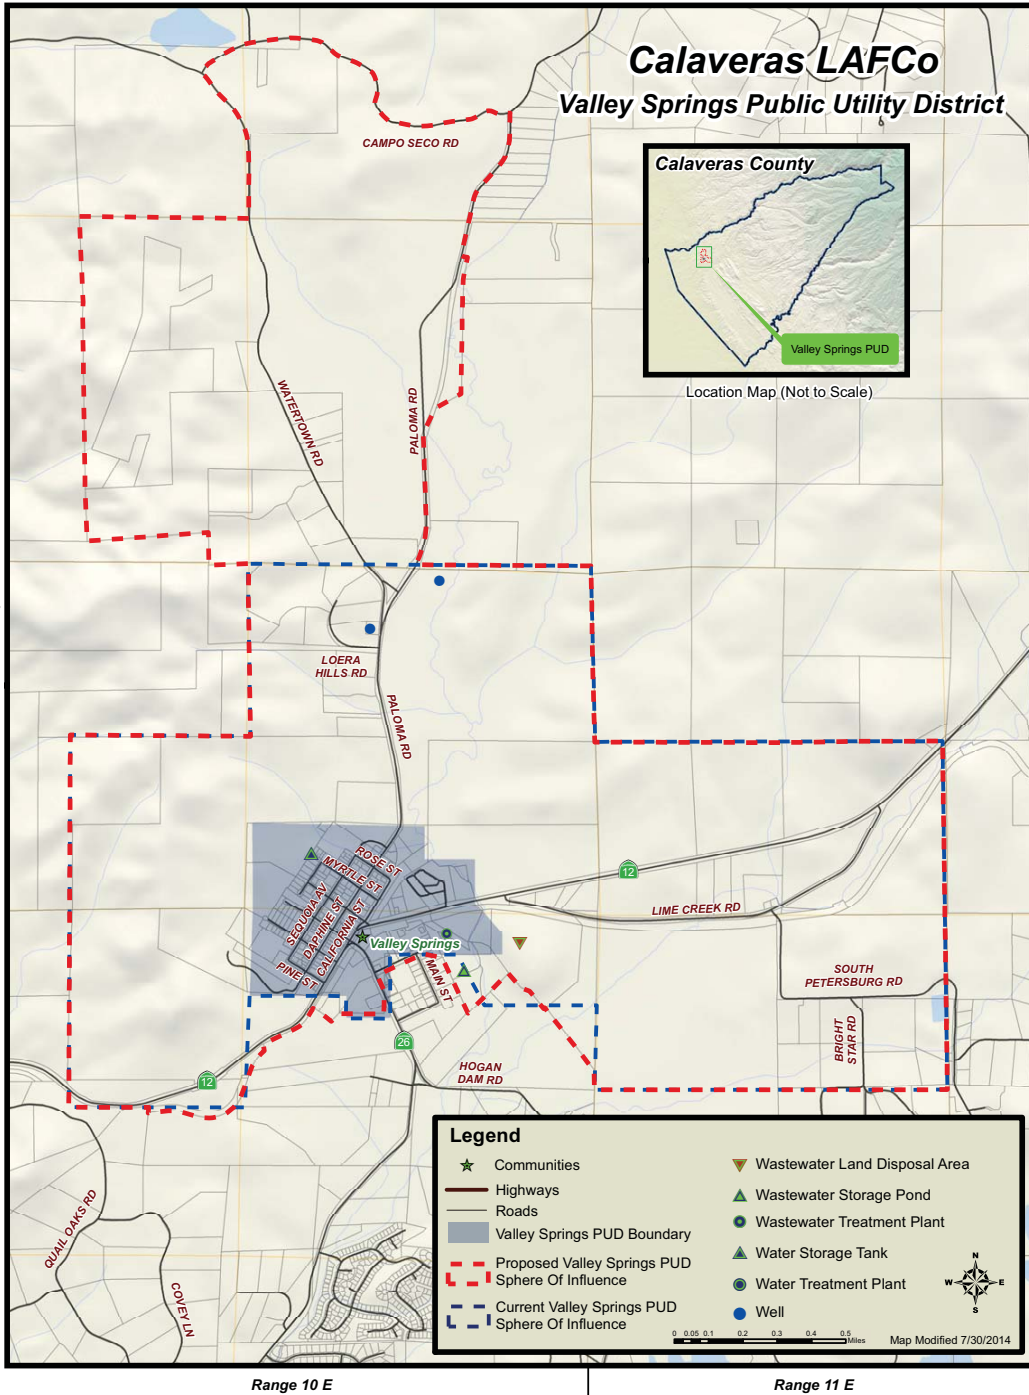 Calaveras LAFCo
Valley Springs Public Utility District
CAMPO SECO RD
Calaveras County
Valley Springs PUD
Location Map (Not to Scale)
WATERTOWN RD
PALOMA RD
LOERA
HILLS RD
PALOMA RD
ROSE ST
MYRTLE ST
SEQUOIA AV
DAPHINE ST
CALIFORNIA ST
PINE ST
Valley Springs
MAIN ST
12
LIME CREEK RD
SOUTH
PETERSBURG RD
BRIGHT
STAR RD
26
12
HOGAN
DAM RD
QUAIL OAKS RD
COVEY LN
Legend
Communities
Highways
Roads
Valley Springs PUD Boundary
Proposed Valley Springs PUD
Sphere Of Influence
Current Valley Springs PUD
Sphere Of Influence
Wastewater Land Disposal Area
Wastewater Storage Pond
Wastewater Treatment Plant
Water Storage Tank
Water Treatment Plant
Well
N
W E
S
0 0.05 0.1 0.2 0.3 0.4 0.5
Miles
Map Modified 7/30/2014
Range 10 E
Range 11 E